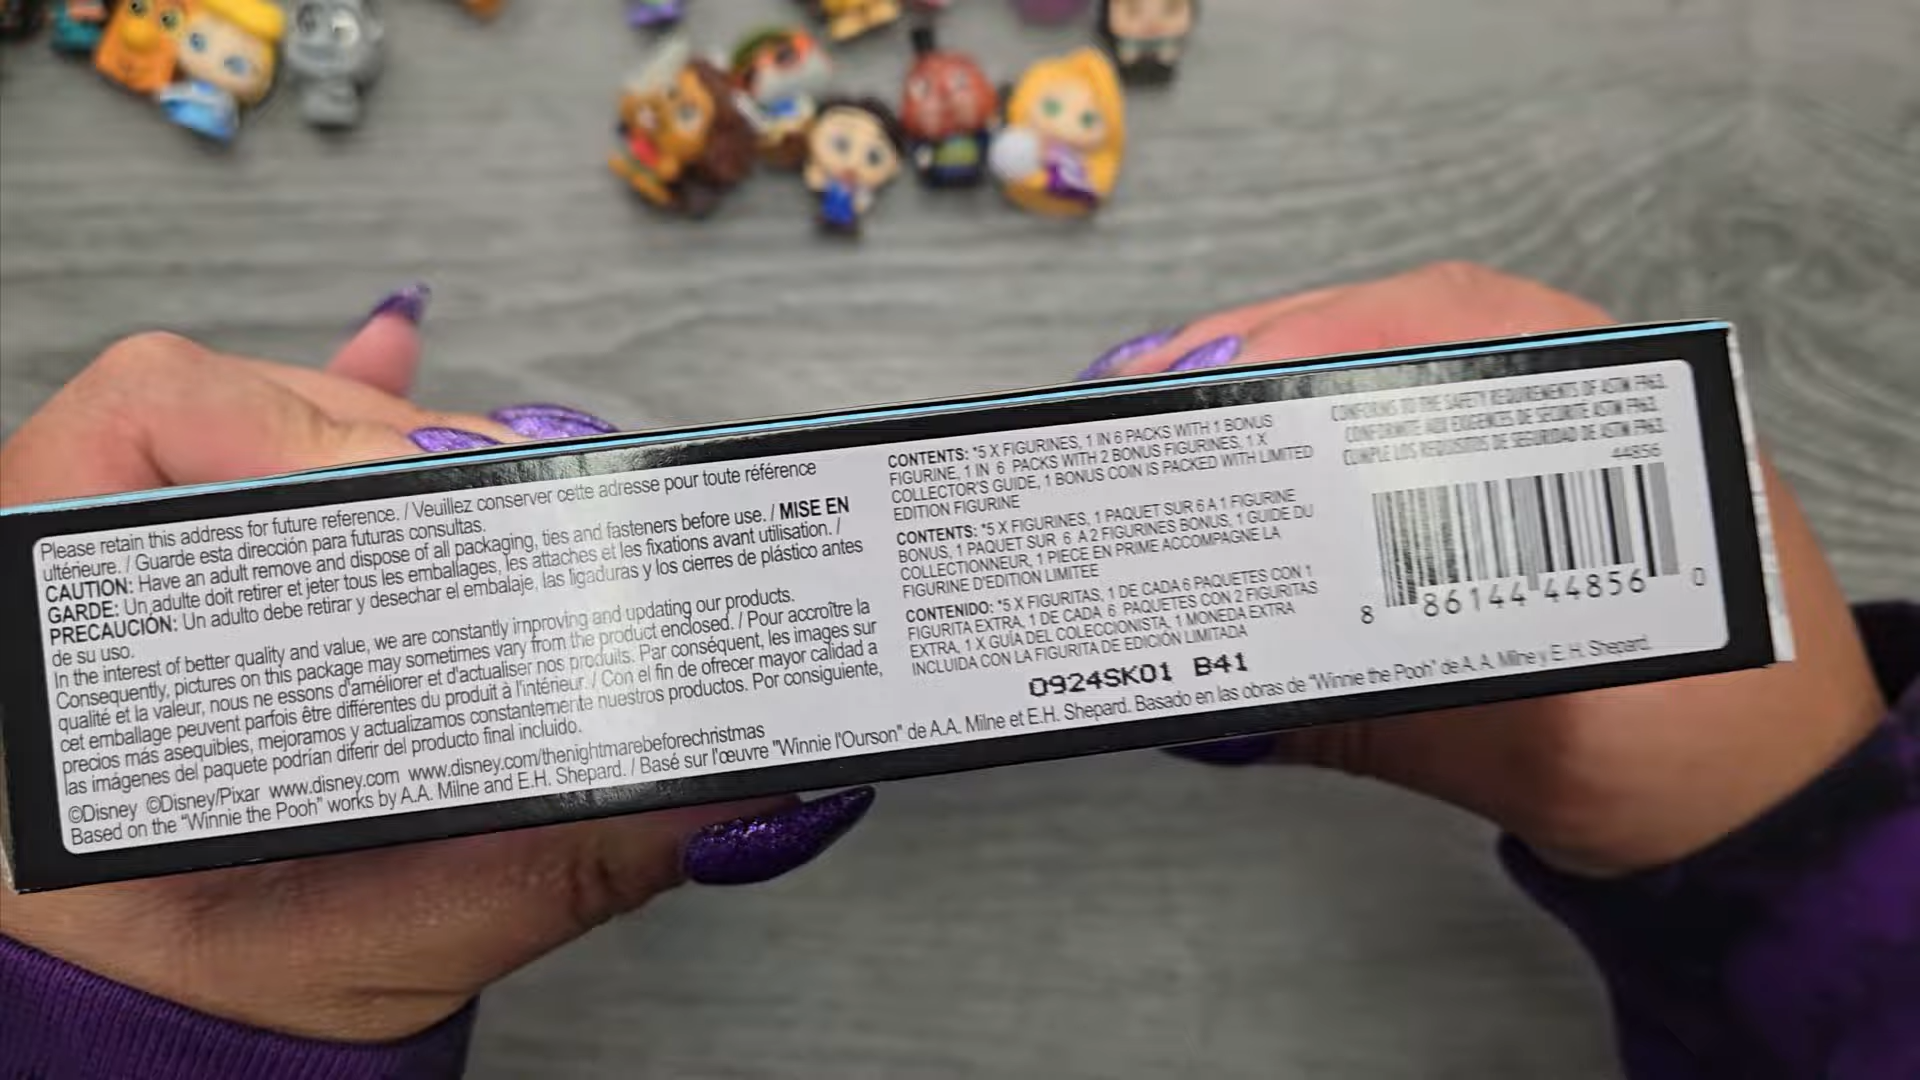 Please retain this address for future reference. / Veuillez conserver cette adresse pour toute référence
ultérieure. / Guarde esta dirección para futuras consultas.
CAUTION: Have an adult remove and dispose of all packaging, ties and fasteners before use. / MISE EN
GARDE: Un adulte doit retirer et jeter tous les emballages, les attaches et les fixations avant utilisation. /
PRECAUCIÓN: Un adulto debe retirar y desechar el embalaje, las ligaduras y los cierres de plástico antes
de su uso.
In the interest of better quality and value, we are constantly improving and updating our products.
Consequently, pictures on this package may sometimes vary from the product enclosed. / Pour accroître la
qualité et la valeur, nous ne essons d'améliorer et d'actualiser nos produits. Par conséquent, les images sur
cet emballage peuvent parfois être différentes du produit à l'intérieur. / Con el fin de ofrecer mayor calidad a
precios más asequibles, mejoramos y actualizamos constantemente nuestros productos. Por consiguiente,
las imágenes del paquete podrían diferir del producto final incluido.
©Disney ©Disney/Pixar www.disney.com www.disney.com/thenightmarebeforechristmas
Based on the "Winnie the Pooh" works by A.A. Milne and E.H. Shepard. / Basé sur l'œuvre "Winnie l'Ourson" de A.A. Milne et E.H. Shepard. Basado en las obras de "Winnie the Pooh" de A. A. Milne y E. H. Shepard.
CONTENTS: *5 X FIGURINES, 1 IN 6 PACKS WITH 1 BONUS
FIGURINE, 1 IN 6 PACKS WITH 2 BONUS FIGURINES, 1 X
COLLECTOR'S GUIDE, 1 BONUS COIN IS PACKED WITH LIMITED
EDITION FIGURINE
CONTENTS: *5 X FIGURINES, 1 PAQUET SUR 6 A 1 FIGURINE
BONUS, 1 PAQUET SUR 6 A 2 FIGURINES BONUS, 1 GUIDE DU
COLLECTIONNEUR, 1 PIECE EN PRIME ACCOMPAGNE LA
FIGURINE D'EDITION LIMITEE
CONTENIDO: *5 X FIGURITAS, 1 DE CADA 6 PAQUETES CON 1
FIGURITA EXTRA, 1 DE CADA 6 PAQUETES CON 2 FIGURITAS
EXTRA, 1 X GUÍA DEL COLECCIONISTA, 1 MONEDA EXTRA
INCLUIDA CON LA FIGURITA DE EDICIÓN LIMITADA
0924SK01 B41
CONFORMS TO THE SAFETY REQUIREMENTS OF ASTM F963.
CONFORMITE AUX EXIGENCES DE SECURITE ASTM F963.
CUMPLE LOS REQUISITOS DE SEGURIDAD DE ASTM F963.
44856
8 86144 44856 0